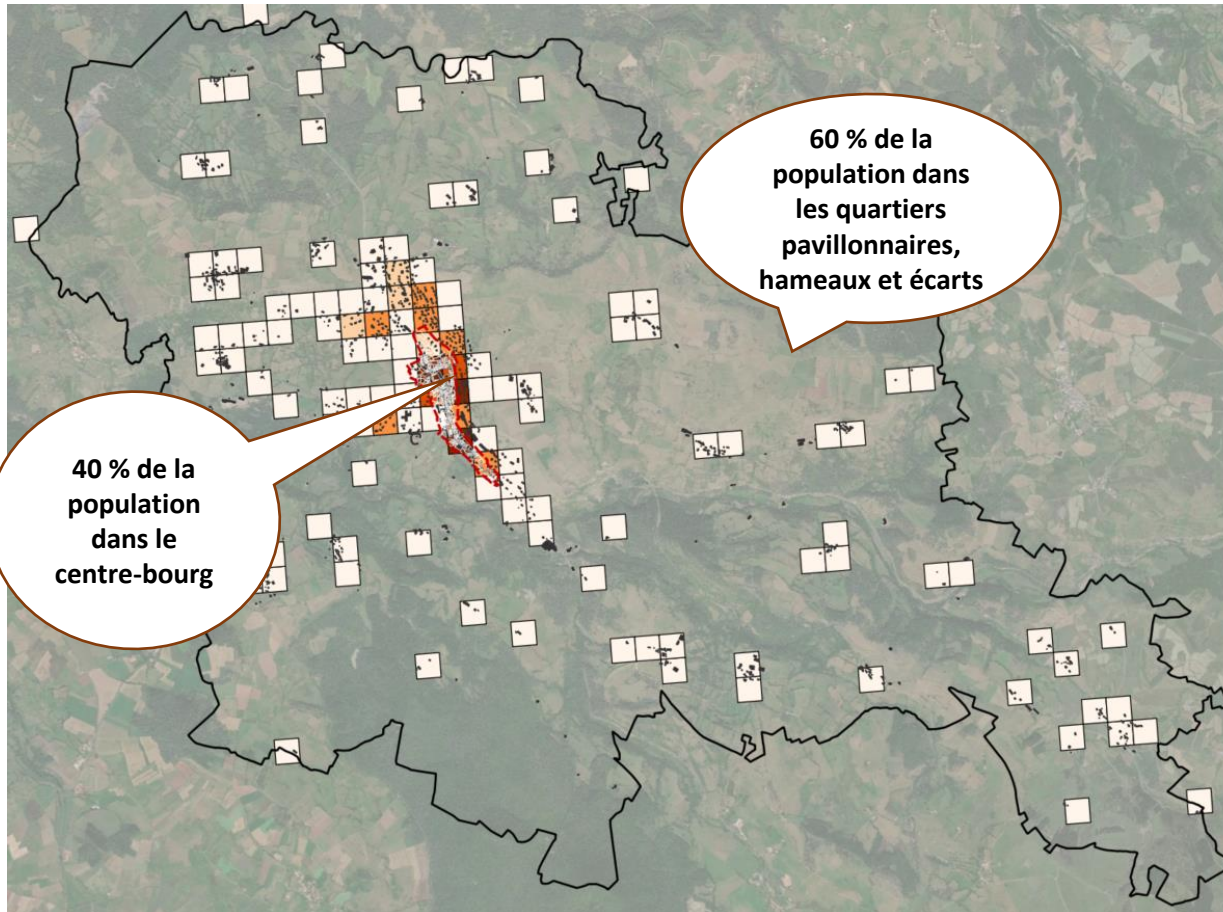 60 % de la
population dans
les quartiers
pavillonnaires,
hameaux et écarts
40 % de la
population
dans le
centre-bourg